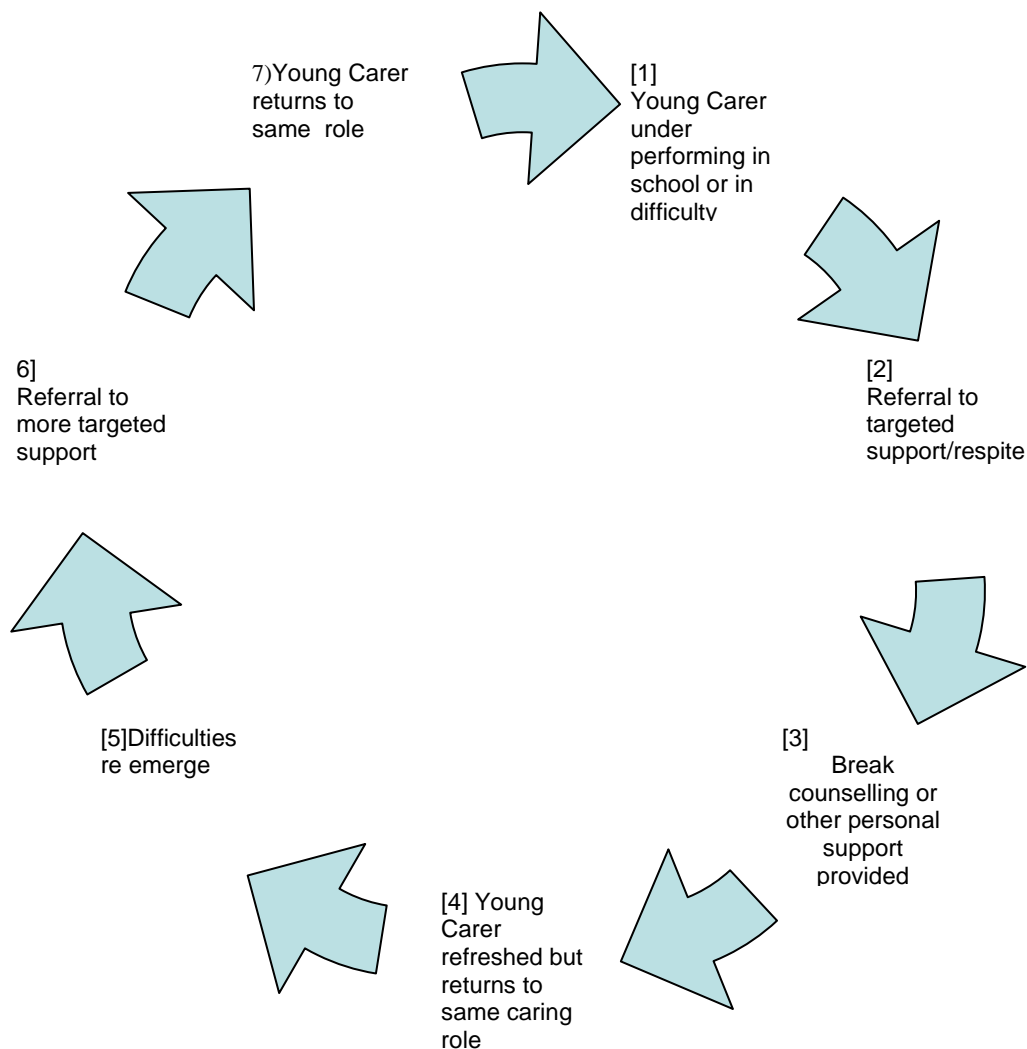 [1]
Young Carer
under
performing in
school or in
difficulty
[2]
Referral to
targeted
support/respite
[3]
Break
counselling or
other personal
support
provided
[4] Young
Carer
refreshed but
returns to
same caring
role
[5]Difficulties
re emerge
6]
Referral to
more targeted
support
7)Young Carer
returns to
same role